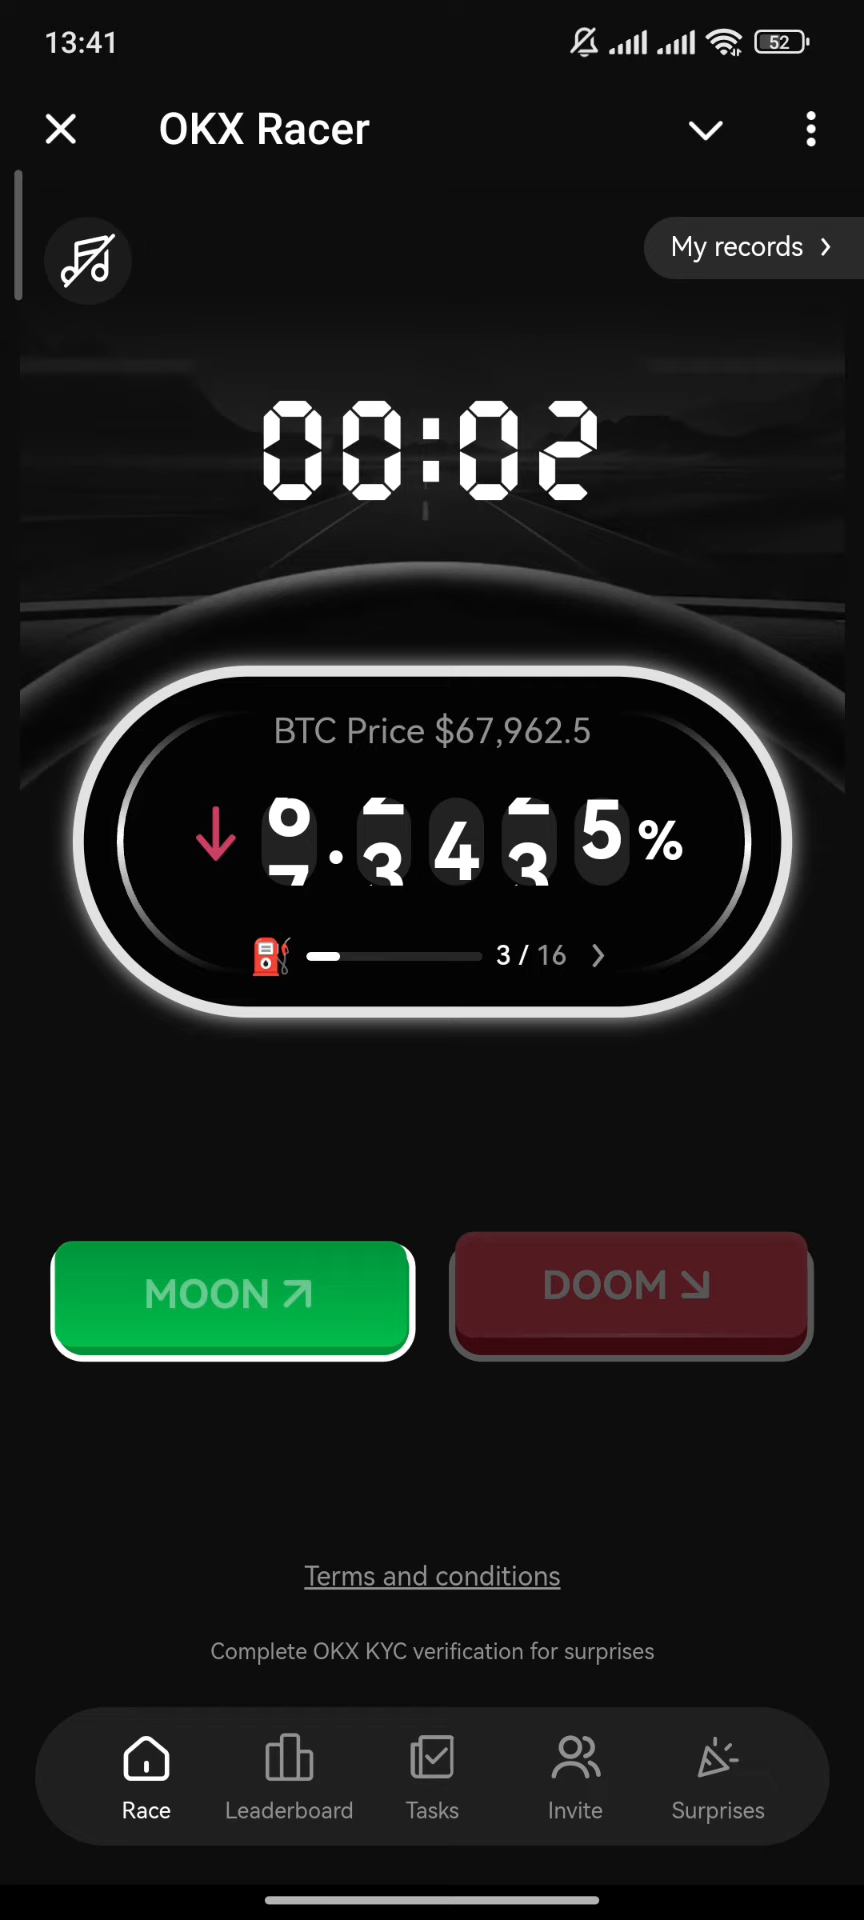 13:41
52
OKX Racer
My records
00:02
BTC Price $67,962.5
5%
3 / 16
MOON
DOOM
Terms and conditions
Complete OKX KYC verification for surprises
Race Leaderboard Tasks Invite Surprises